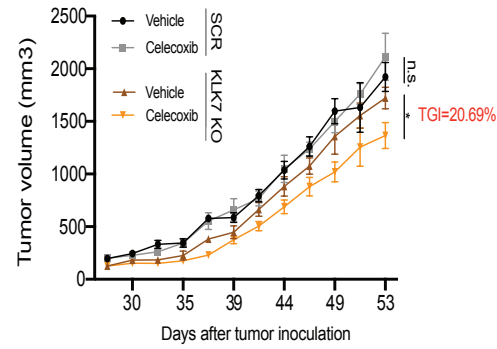 Vehicle
Celecoxib
SCR
Vehicle
Celecoxib
KLK7 KO
Tumor volume (mm3)
2500
2000
1500
1000
500
0
30 35 39 44 49 53
Days after tumor inoculation
n.s.
*
TGI=20.69%